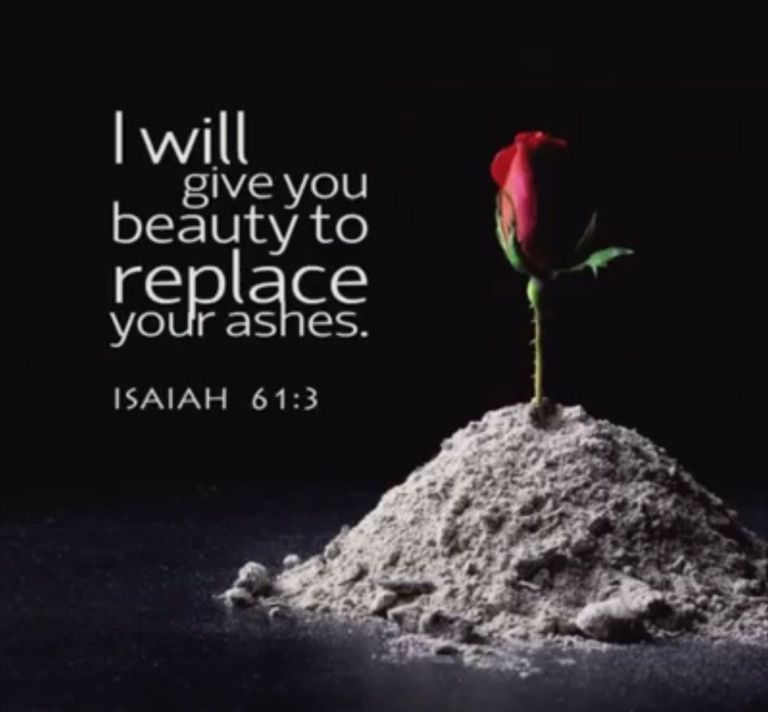 I will
give you
beauty to
replace
your ashes.
ISAIAH 61:3